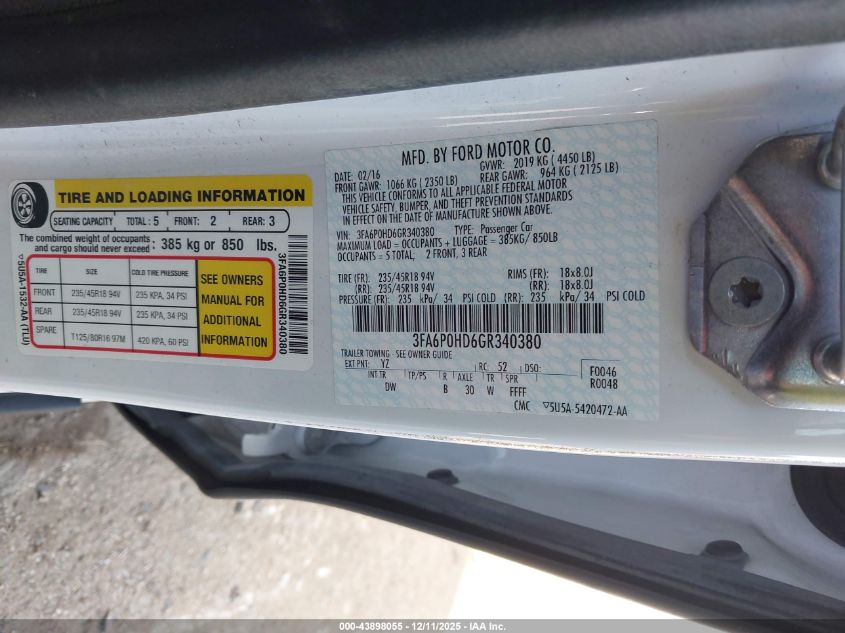 TIRE AND LOADING INFORMATION
SEATING CAPACITY TOTAL: 5 FRONT: 2 REAR: 3
The combined weight of occupants
and cargo should never exceed : 385 kg or 850 lbs.
TIRE SIZE COLD TIRE PRESSURE
FRONT 235/45R18 94V 235 KPA, 34 PSI
REAR 235/45R18 94V 235 KPA, 34 PSI
SPARE T125/80R16 97M 420 KPA, 60 PSI
SEE OWNERS
MANUAL FOR
ADDITIONAL
INFORMATION
▽5U5A-1532-AA (TLU)
3FA6P0HD6GR340380
MFD. BY FORD MOTOR CO.
DATE: 02/16 GVWR: 2019 KG ( 4450 LB)
FRONT GAWR: 1066 KG ( 2350 LB) REAR GAWR: 964 KG ( 2125 LB)
THIS VEHICLE CONFORMS TO ALL APPLICABLE FEDERAL MOTOR
VEHICLE SAFETY, BUMPER, AND THEFT PREVENTION STANDARDS
IN EFFECT ON THE DATE OF MANUFACTURE SHOWN ABOVE.
VIN: 3FA6P0HD6GR340380 TYPE: Passenger Car
MAXIMUM LOAD = OCCUPANTS + LUGGAGE = 385KG/850LB
OCCUPANTS = 5 TOTAL, 2 FRONT, 3 REAR
TIRE (FR): 235/45R18 94V RIMS (FR): 18x8.0J
(RR): 235/45R18 94V (RR): 18x8.0J
PRESSURE (FR): 235 kPa/ 34 PSI COLD (RR): 235 kPa/ 34 PSI COLD
3FA6P0HD6GR340380
TRAILER TOWING - SEE OWNER GUIDE
EXT PNT: YZ RC: 52 DSO: F0046
INT TR TP/PS R AXLE TR SPR R0048
DW B 30 W FFFF
CMC ▽5U5A-5420472-AA
000-43898055 - 12/11/2025 - IAA Inc.